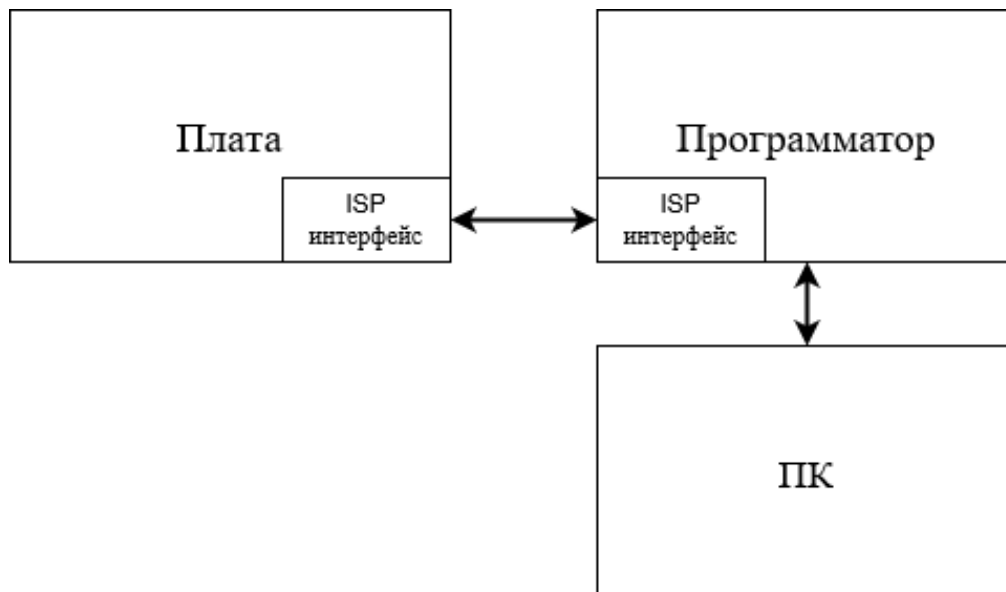 Плата
Программатор
ISP
интерфейс
ISP
интерфейс
ПК